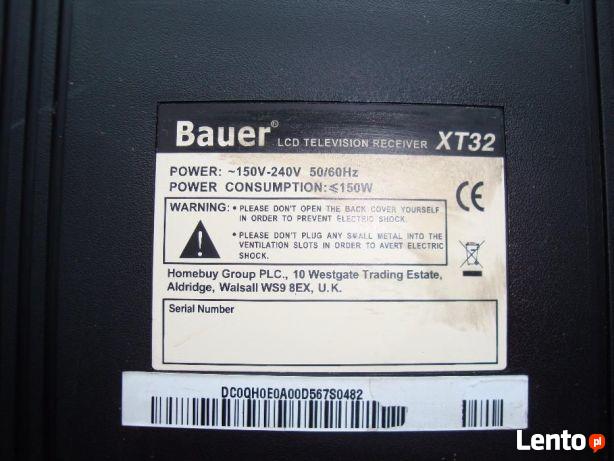 Bauer® LCD TELEVISION RECEIVER XT32
POWER: ~150V-240V 50/60Hz
POWER CONSUMPTION:⩽150W
CE
WARNING: • PLEASE DON'T OPEN THE BACK COVER YOURSELF
IN ORDER TO PREVENT ELECTRIC SHOCK.
• PLEASE DON'T PLUG ANY SMALL METAL INTO THE
VENTILATION SLOTS IN ORDER TO AVERT ELECTRIC
SHOCK.
Homebuy Group PLC., 10 Westgate Trading Estate,
Aldridge, Walsall WS9 8EX, U.K.
Serial Number
DC0QH0E0A00D567S0482
Lento.pl